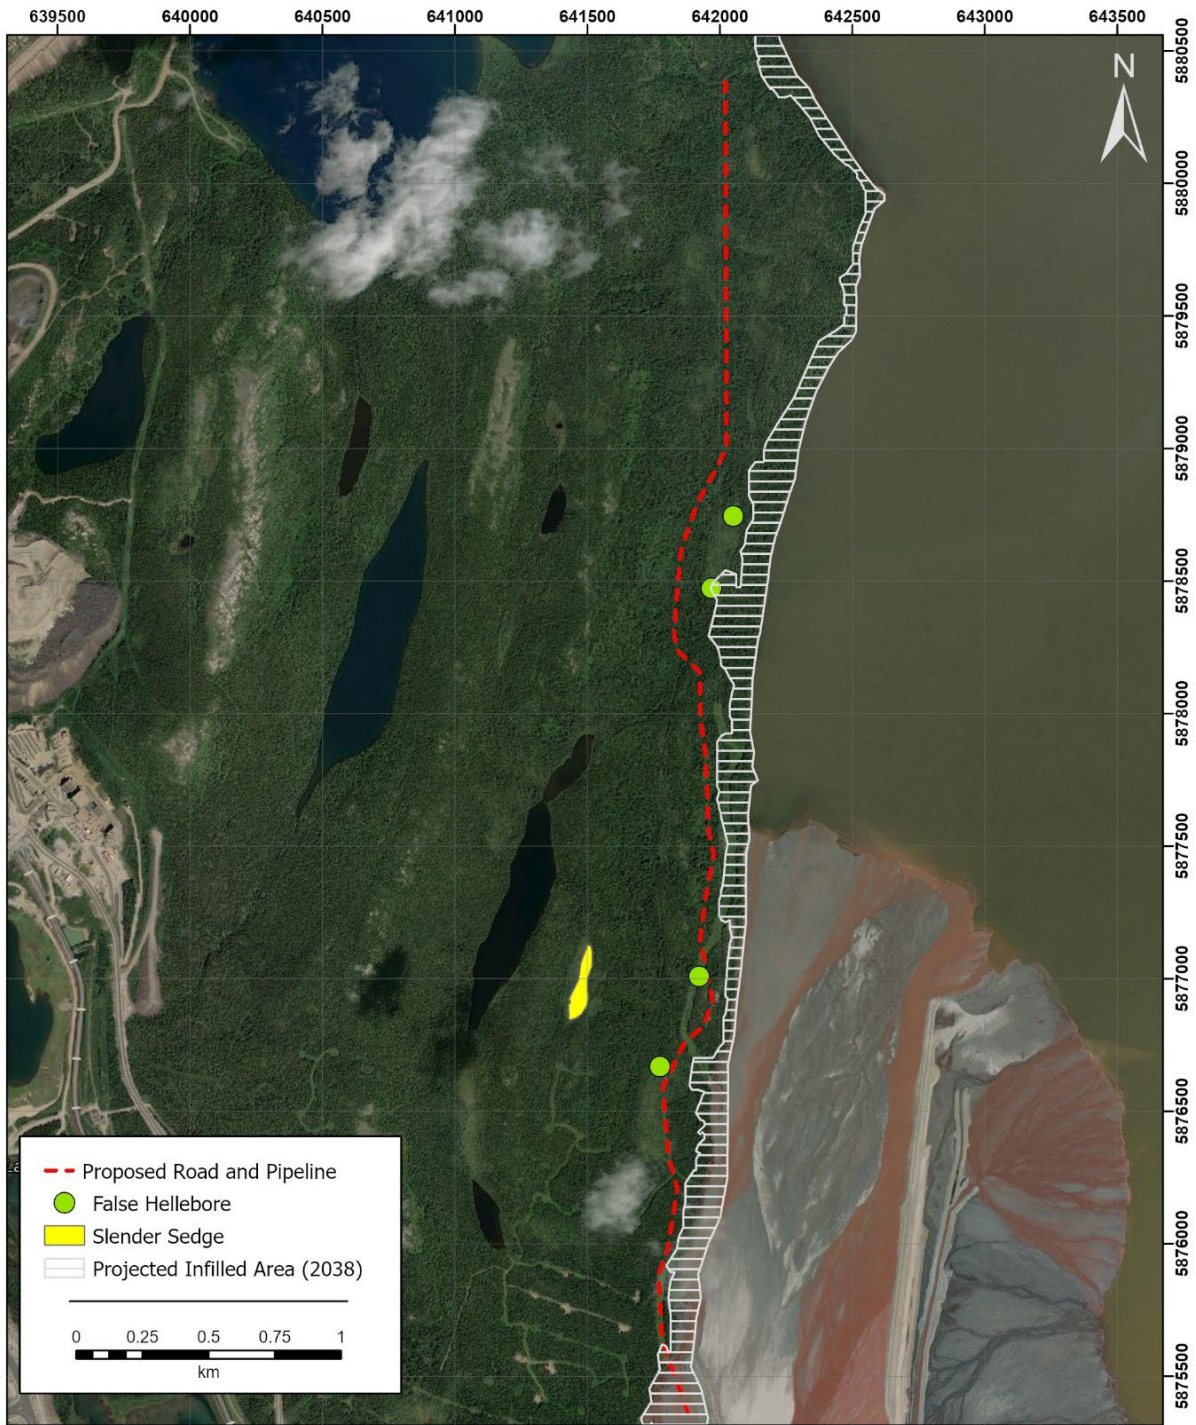 639500 640000 640500 641000 641500 642000 642500 643000 643500
N
5880500
5880000
5879500
5879000
5878500
5878000
5877500
5877000
5876500
5876000
5875500
Proposed Road and Pipeline
False Hellebore
Slender Sedge
Projected Infilled Area (2038)
0 0.25 0.5 0.75 1
km